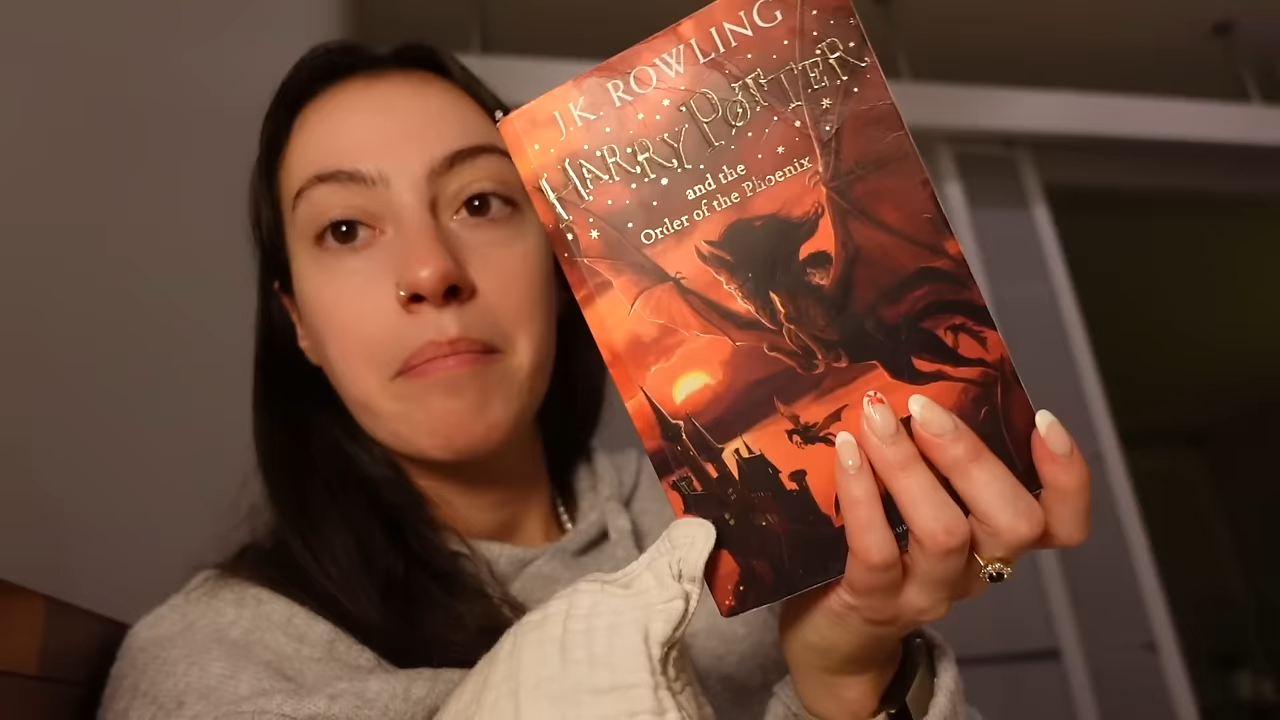 J.K. ROWLING
HARRY POTTER
and the
Order of the Phoenix